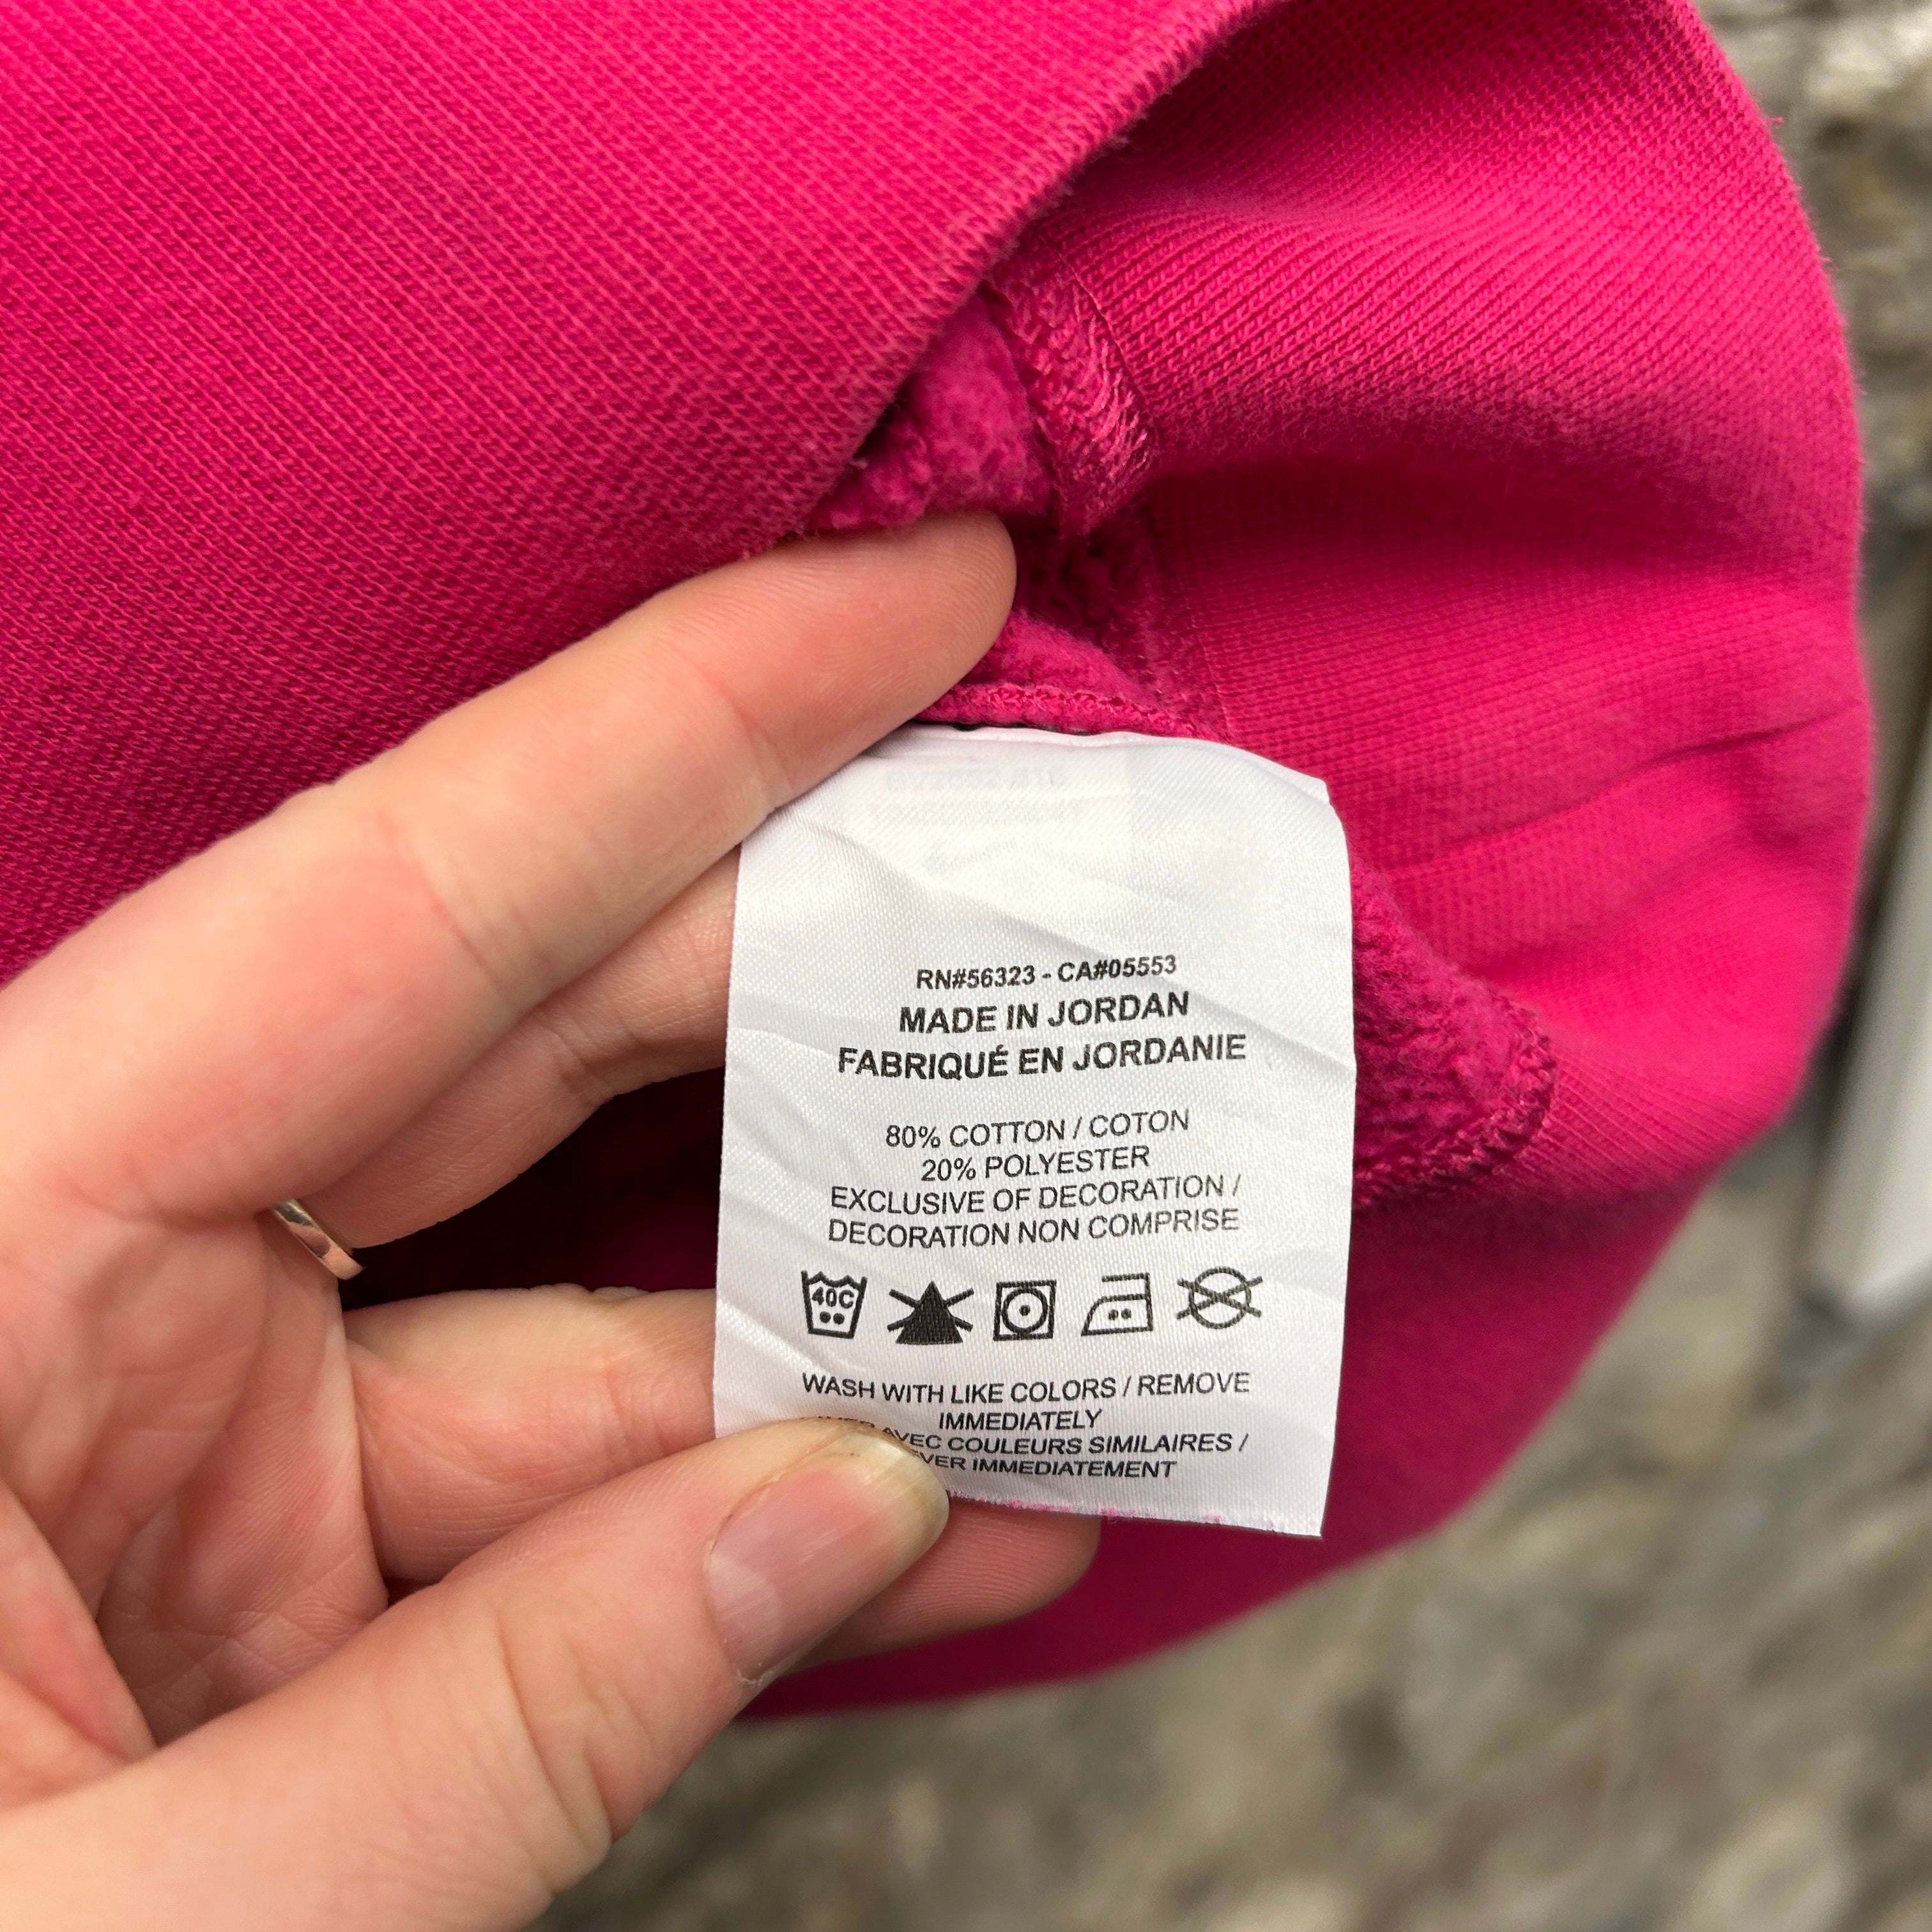 RN#56323 - CA#05553
MADE IN JORDAN
FABRIQUÉ EN JORDANIE
80% COTTON / COTON
20% POLYESTER
EXCLUSIVE OF DECORATION /
DECORATION NON COMPRISE
40C
WASH WITH LIKE COLORS / REMOVE
IMMEDIATELY
AVEC COULEURS SIMILAIRES /
IMMEDIATEMENT